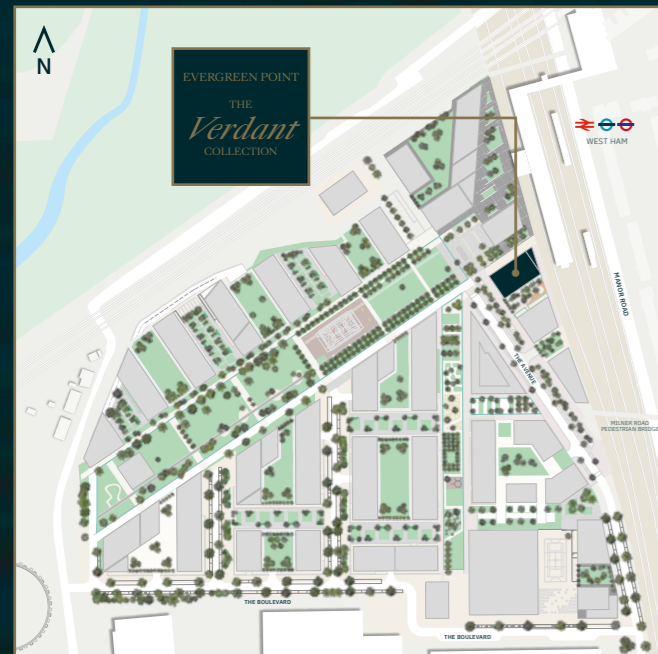 N
EVERGREEN POINT
THE
Verdant
COLLECTION
WEST HAM
MANOR ROAD
THE AVENUE
MILNER ROAD
PEDESTRIAN BRIDGE
THE BOULEVARD
THE BOULEVARD